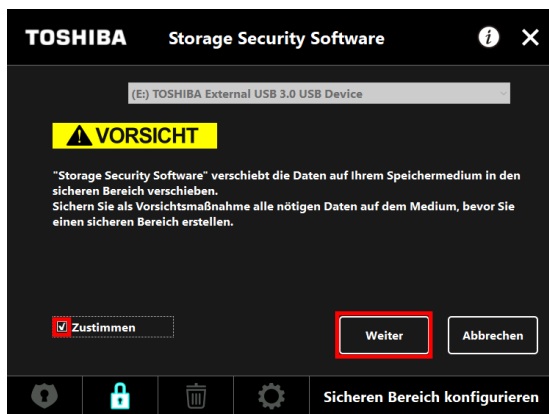 TOSHIBA Storage Security Software
(E:) TOSHIBA External USB 3.0 USB Device
VORSICHT
"Storage Security Software" verschiebt die Daten auf Ihrem Speichermedium in den
sicheren Bereich verschieben.
Sichern Sie als Vorsichtsmaßnahme alle nötigen Daten auf dem Medium, bevor Sie
einen sicheren Bereich erstellen.
Zustimmen
Weiter
Abbrechen
Sicheren Bereich konfigurieren